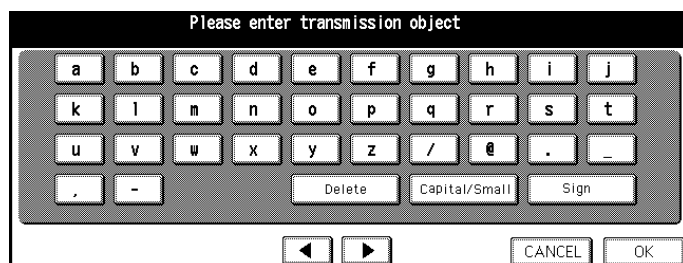 Please enter transmission object
a b c d e f g h i j
k l m n o p q r s t
u v w x y z / @ . _
, - Delete Capital/Small Sign
◀ ▶ CANCEL OK